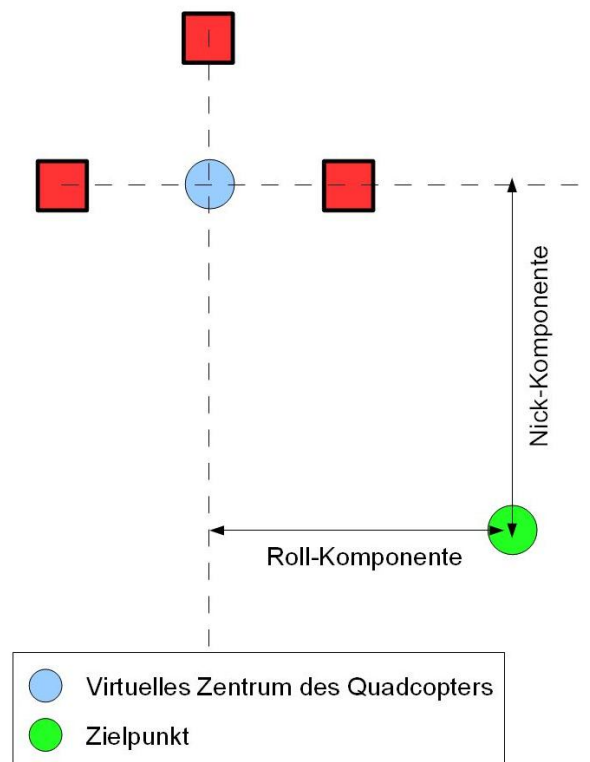 Nick-Komponente
Roll-Komponente
Virtuelles Zentrum des Quadcopters
Zielpunkt